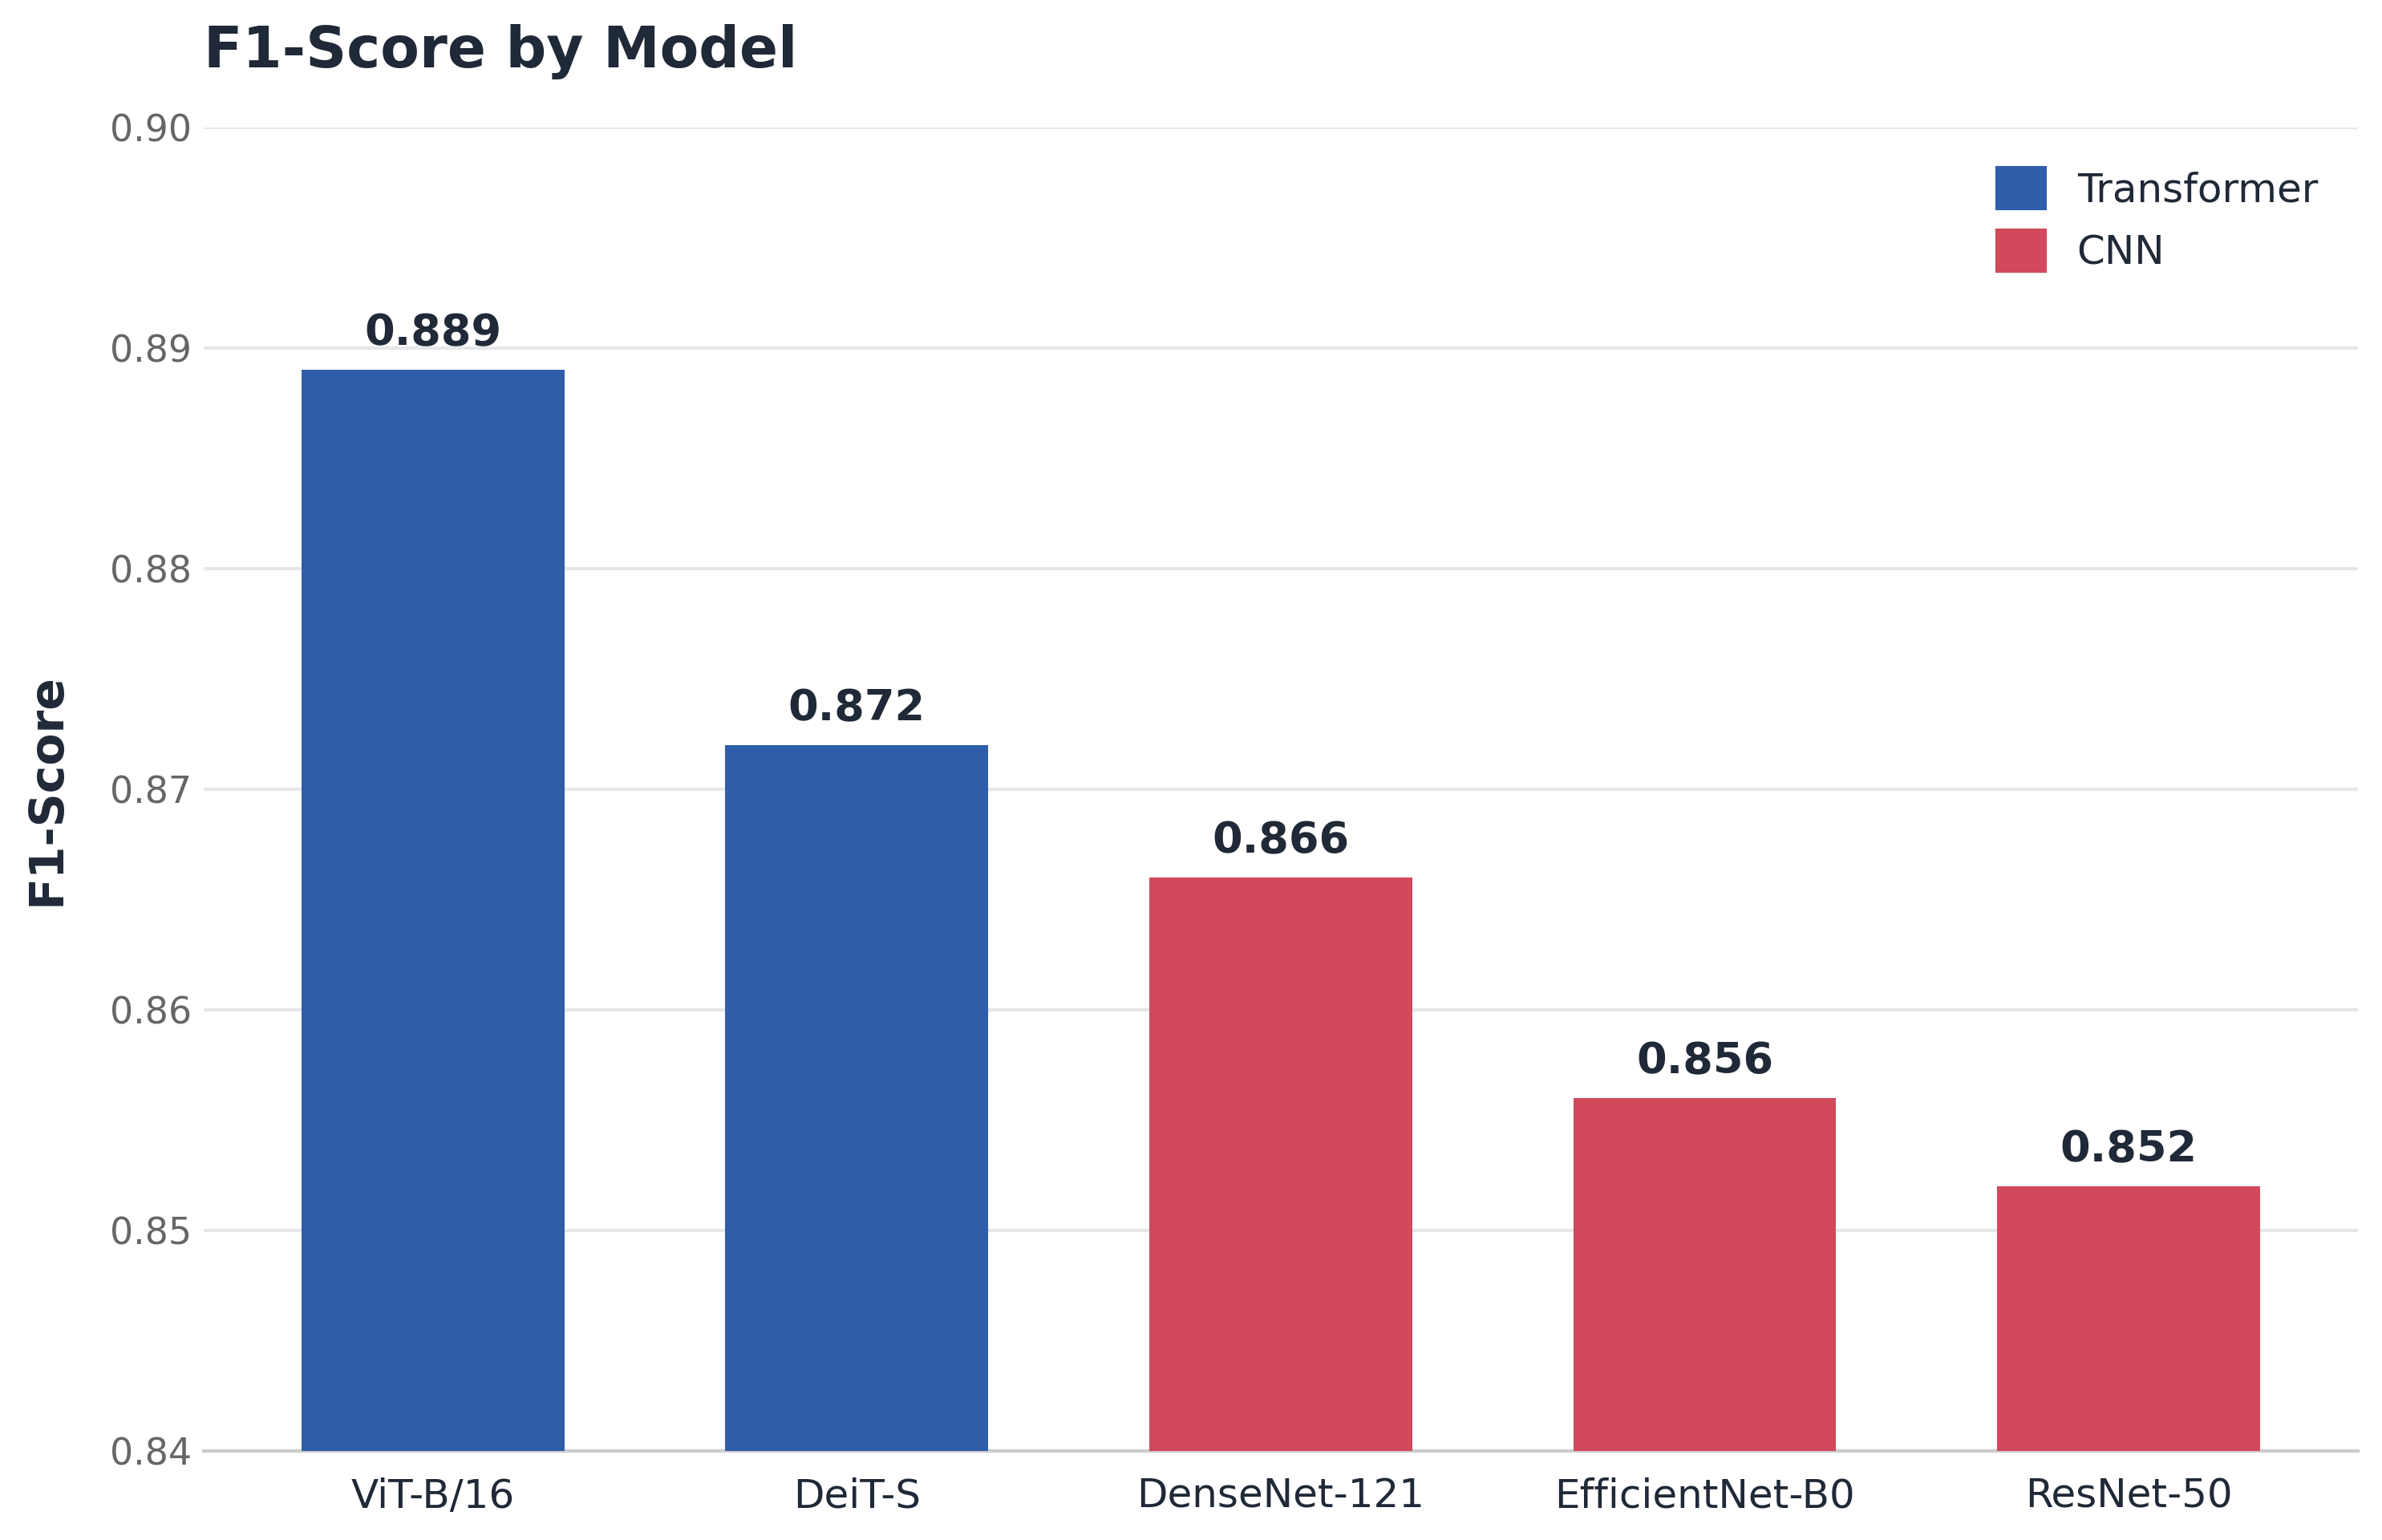 F1-Score by Model
F1-Score
0.90
0.89
0.88
0.87
0.86
0.85
0.84
Transformer
CNN
0.889
0.872
0.866
0.856
0.852
ViT-B/16
DeiT-S
DenseNet-121
EfficientNet-B0
ResNet-50